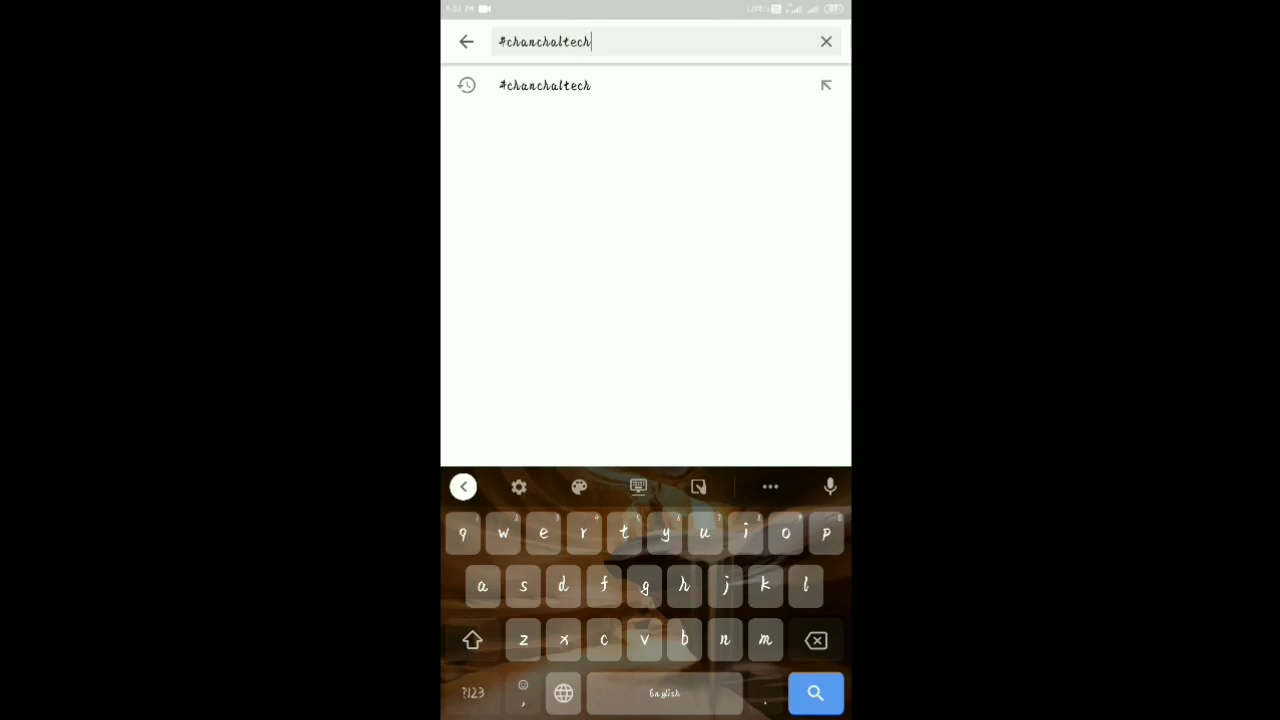 #chanchaltech
#chanchaltech
q w e r t y u i o p
a s d f g h j k l
z x c v b n m
?123 , English .